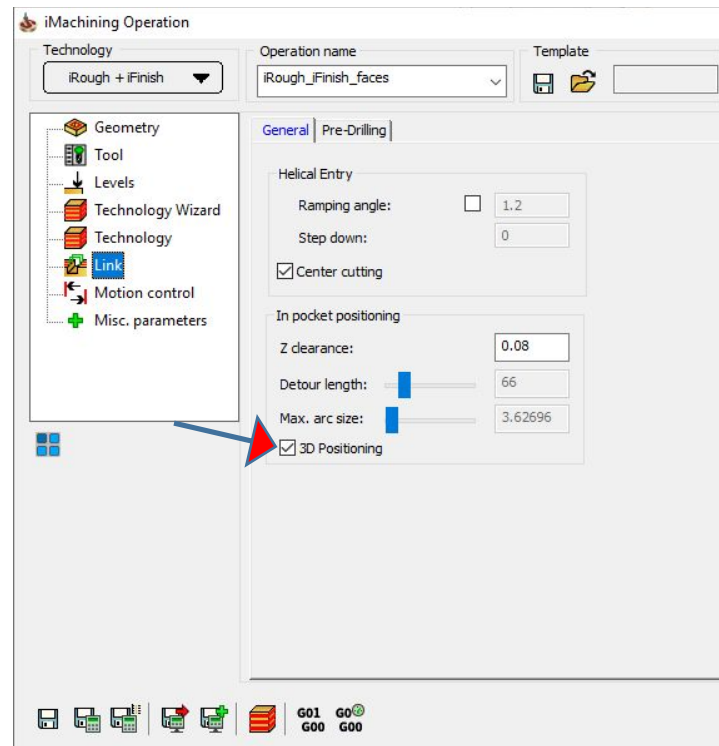 iMachining Operation
Technology
iRough + iFinish
Operation name
iRough_iFinish_faces
Template
Geometry
Tool
Levels
Technology Wizard
Technology
Link
Motion control
Misc. parameters
General
Pre-Drilling
Helical Entry
Ramping angle:
1.2
Step down:
0
Center cutting
In pocket positioning
Z clearance:
0.08
Detour length:
66
Max. arc size:
3.62696
3D Positioning
G01 G0
G00 G00